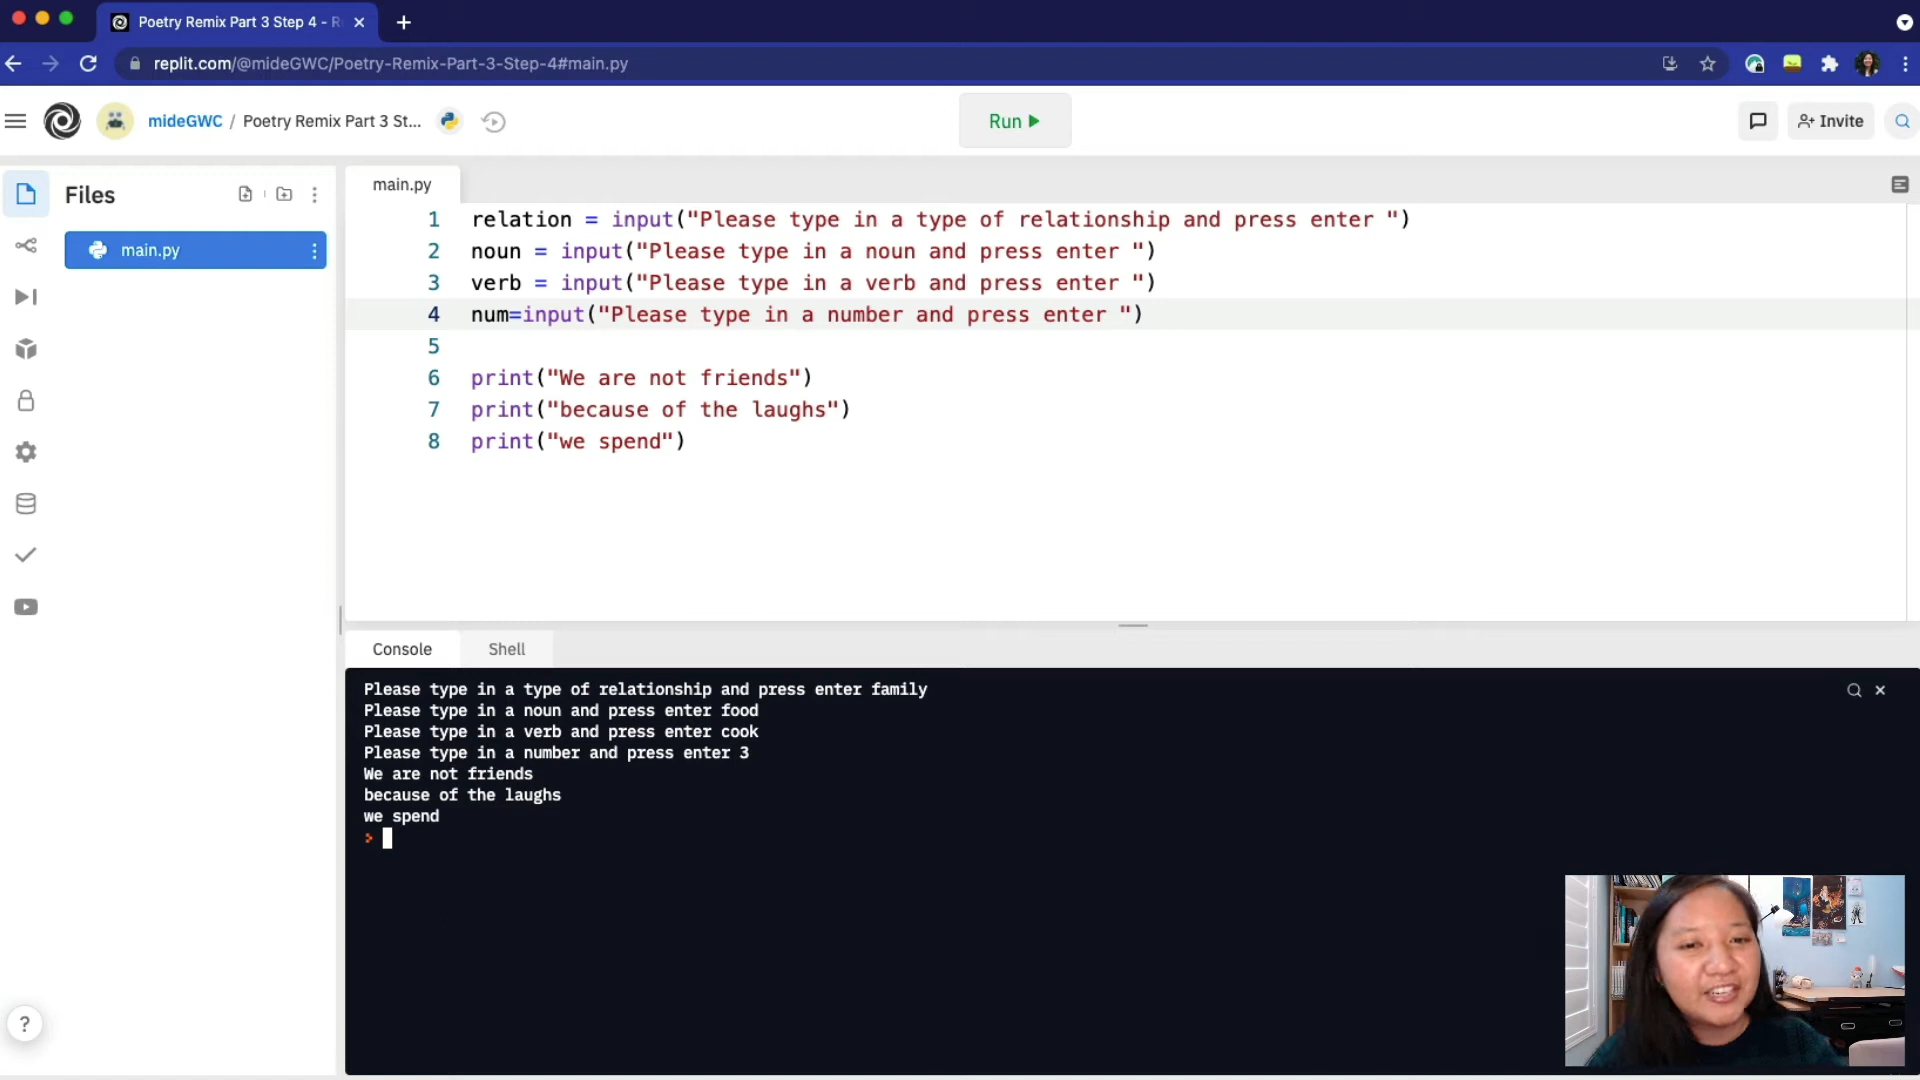 Poetry Remix Part 3 Step 4 - R
replit.com/@mideGWC/Poetry-Remix-Part-3-Step-4#main.py
mideGWC / Poetry Remix Part 3 St...
Run
Invite
Files
main.py
main.py
1 relation = input("Please type in a type of relationship and press enter ")
2 noun = input("Please type in a noun and press enter ")
3 verb = input("Please type in a verb and press enter ")
4 num=input("Please type in a number and press enter ")
5
6 print("We are not friends")
7 print("because of the laughs")
8 print("we spend")
Console
Shell
Please type in a type of relationship and press enter family
Please type in a noun and press enter food
Please type in a verb and press enter cook
Please type in a number and press enter 3
We are not friends
because of the laughs
we spend
>
?